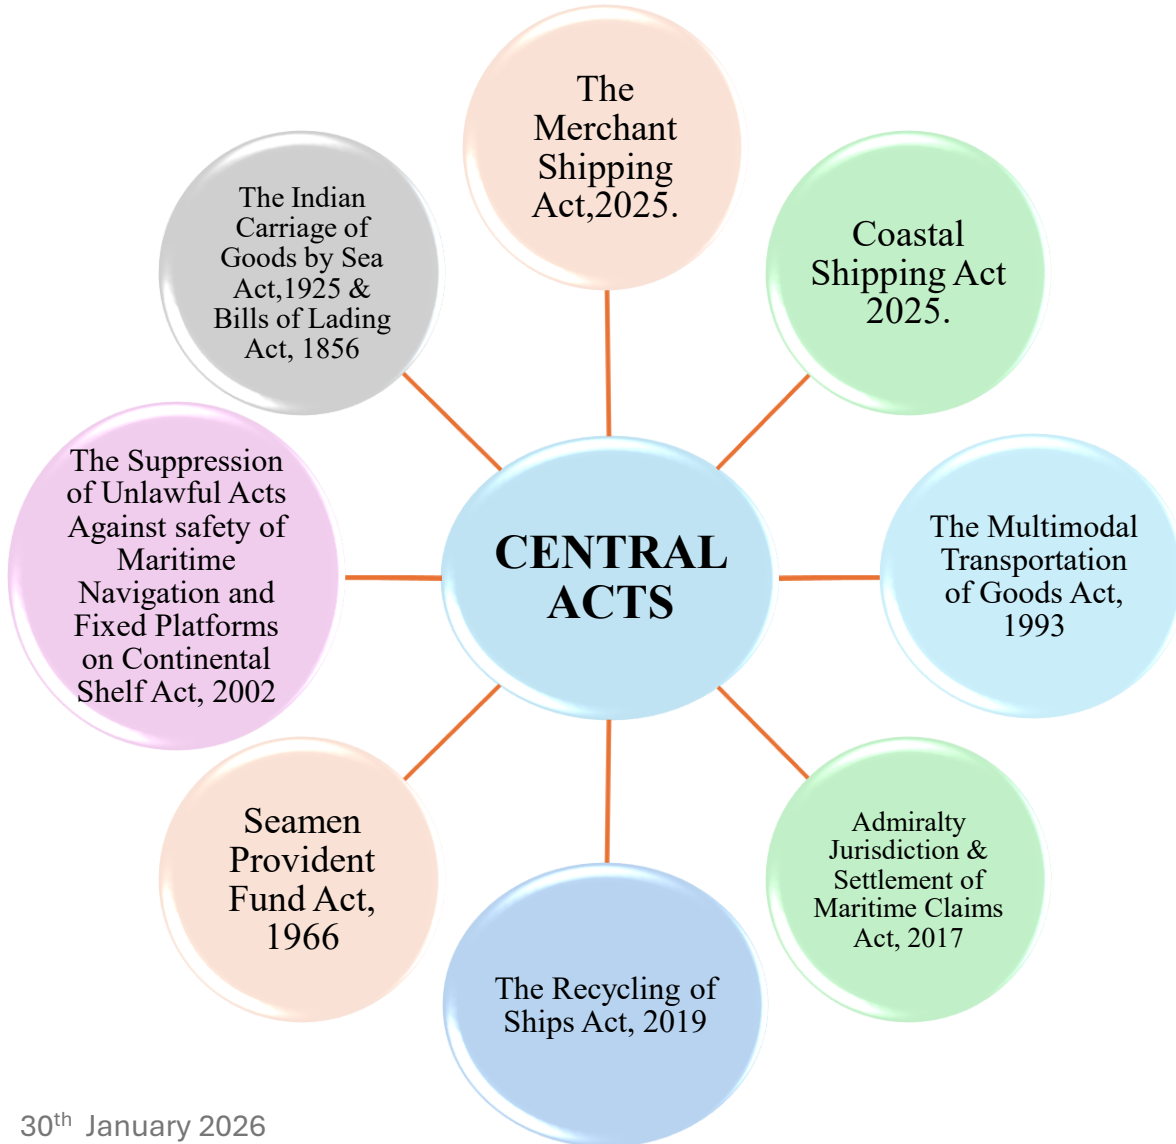 The
Merchant
Shipping
Act,2025.
Coastal
Shipping Act
2025.
The Multimodal
Transportation
of Goods Act,
1993
Admiralty
Jurisdiction &
Settlement of
Maritime Claims
Act, 2017
The Recycling of
Ships Act, 2019
Seamen
Provident
Fund Act,
1966
The Suppression
of Unlawful Acts
Against safety of
Maritime
Navigation and
Fixed Platforms
on Continental
Shelf Act, 2002
The Indian
Carriage of
Goods by Sea
Act,1925 &
Bills of Lading
Act, 1856
CENTRAL
ACTS
30th January 2026